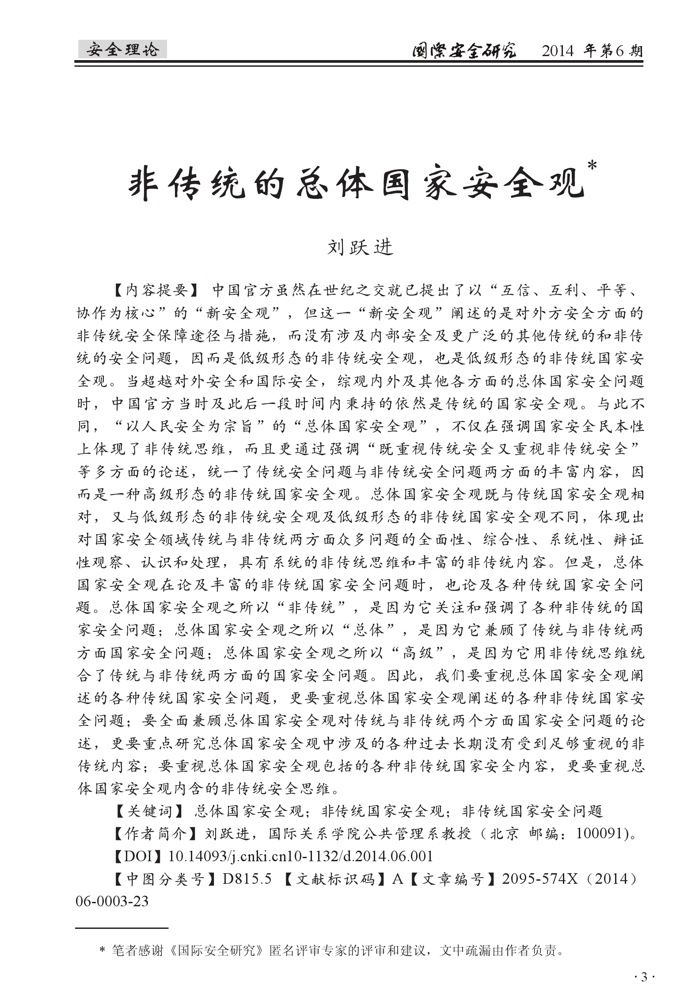 安全理论
國際安全研究 2014 年第6 期
非传统的总体国家安全观*
刘跃进
【内容提要】 中国官方虽然在世纪之交就已提出了以“互信、互利、平等、
协作为核心”的“新安全观”，但这一“新安全观”阐述的是对外方安全方面的
非传统安全保障途径与措施，而没有涉及内部安全及更广泛的其他传统的和非传
统的安全问题，因而是低级形态的非传统安全观，也是低级形态的非传统国家安
全观。当超越对外安全和国际安全，综观内外及其他各方面的总体国家安全问题
时，中国官方当时及此后一段时间内秉持的依然是传统的国家安全观。与此不
同，“以人民安全为宗旨”的“总体国家安全观”，不仅在强调国家安全民本性
上体现了非传统思维，而且更通过强调“既重视传统安全又重视非传统安全”
等多方面的论述，统一了传统安全问题与非传统安全问题两方面的丰富内容，因
而是一种高级形态的非传统国家安全观。总体国家安全观既与传统国家安全观相
对，又与低级形态的非传统安全观及低级形态的非传统国家安全观不同，体现出
对国家安全领域传统与非传统两方面众多问题的全面性、综合性、系统性、辩证
性观察、认识和处理，具有系统的非传统思维和丰富的非传统内容。但是，总体
国家安全观在论及丰富的非传统国家安全问题时，也论及各种传统国家安全问
题。总体国家安全观之所以“非传统”，是因为它关注和强调了各种非传统的国
家安全问题；总体国家安全观之所以“总体”，是因为它兼顾了传统与非传统两
方面国家安全问题；总体国家安全观之所以“高级”，是因为它用非传统思维统
合了传统与非传统两方面的国家安全问题。因此，我们要重视总体国家安全观阐
述的各种传统国家安全问题，更要重视总体国家安全观阐述的各种非传统国家安
全问题；要全面兼顾总体国家安全观对传统与非传统两个方面国家安全问题的论
述，更要重点研究总体国家安全观中涉及的各种过去长期没有受到足够重视的非
传统内容；要重视总体国家安全观包括的各种非传统国家安全内容，更要重视总
体国家安全观内含的非传统安全思维。
【关键词】 总体国家安全观；非传统国家安全观；非传统国家安全问题
【作者简介】刘跃进，国际关系学院公共管理系教授（北京 邮编：100091)。
【DOI】10.14093/j.cnki.cn10-1132/d.2014.06.001
【中图分类号】D815.5 【文献标识码】A【文章编号】2095-574X（2014）
06-0003-23
* 笔者感谢《国际安全研究》匿名评审专家的评审和建议，文中疏漏由作者负责。
· 3 ·